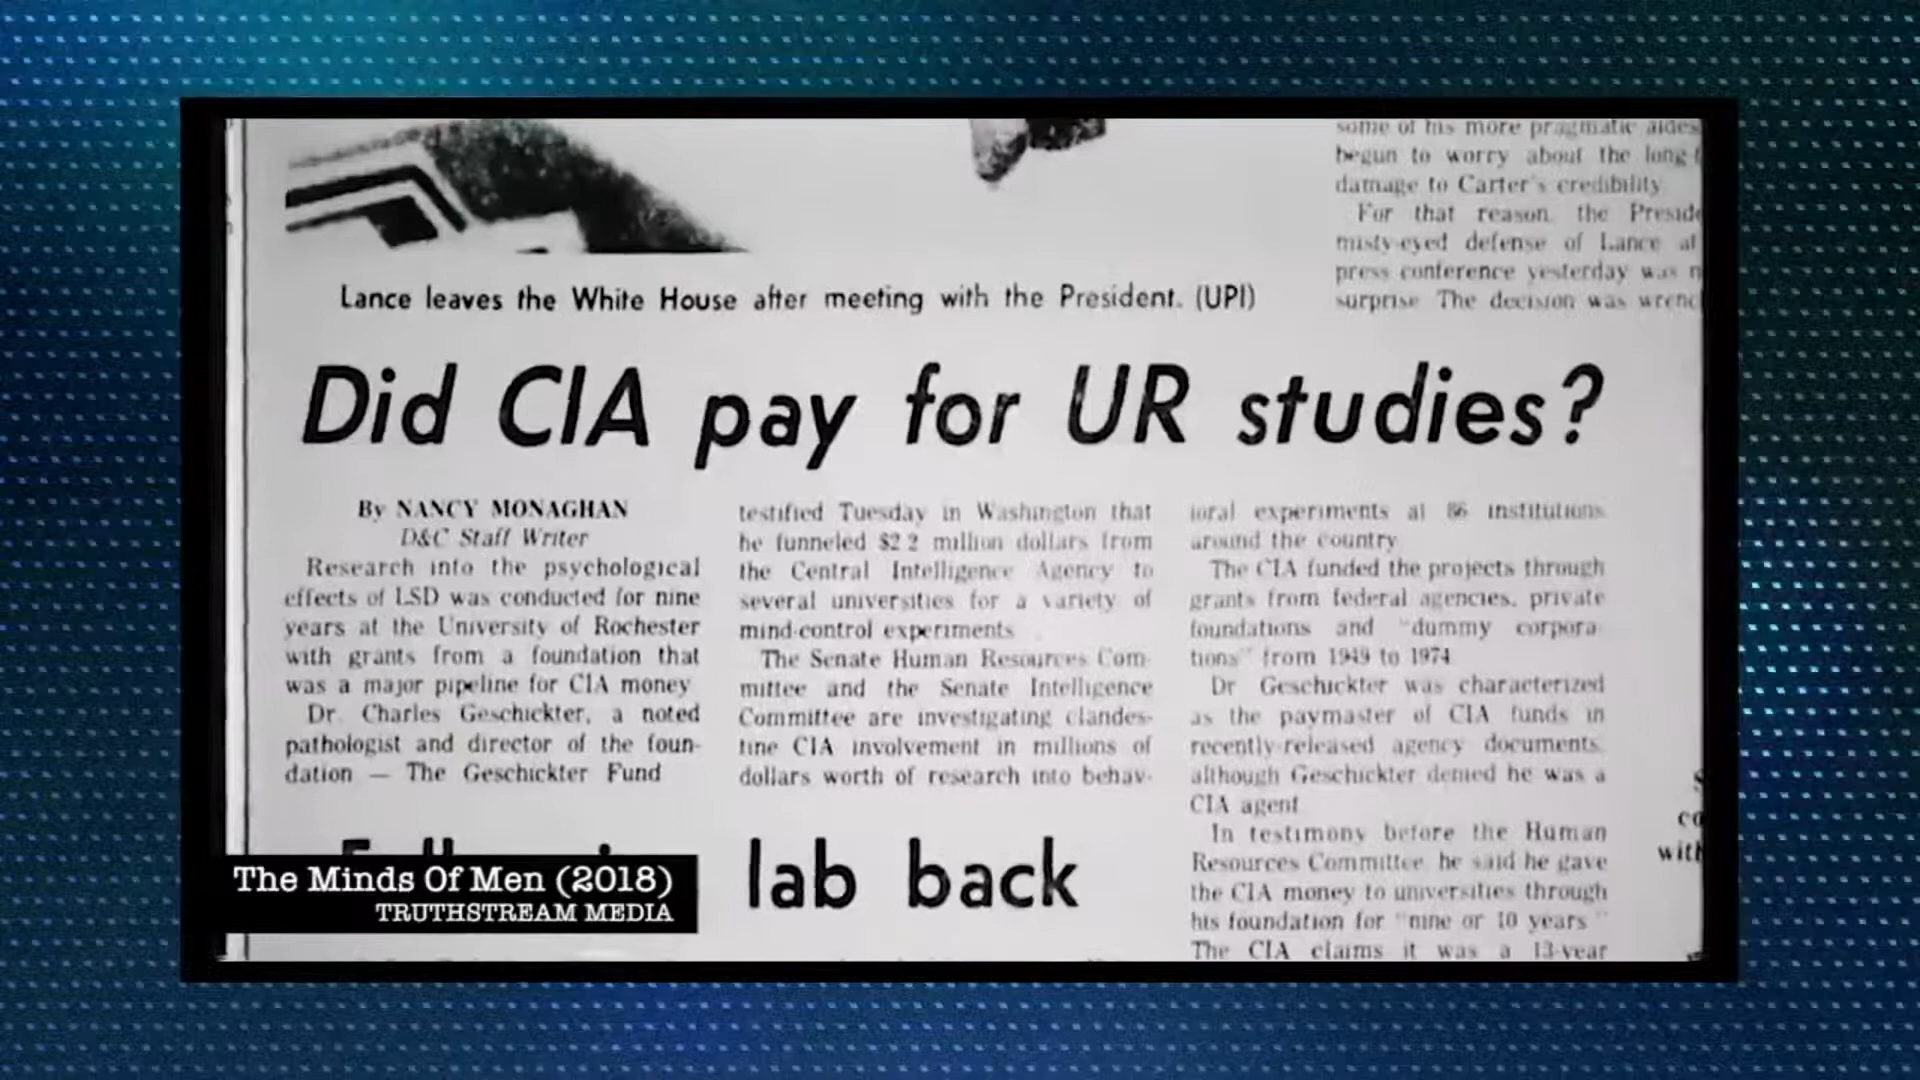 some of his more pragmatic aides
begun to worry about the long-
damage to Carter's credibility
For that reason, the
misty-eyed defense of Lance at
press conference yesterday was
surprise The decision was
Lance leaves the White House after meeting with the President. (UPI)
Did CIA pay for UR studies?
By NANCY MONAGHAN
D&C Staff Writer
Research into the psychological
effects of LSD was conducted for nine
years at the University of Rochester
with grants from a foundation that
was a major pipeline for CIA money
Dr. Charles Geschickter, a noted
pathologist and director of the foun-
dation — The Geschickter Fund
testified Tuesday in Washington that
he funneled $2.2 million dollars from
the Central Intelligence Agency to
several universities for a variety of
mind-control experiments
The Senate Human Resources Com-
mittee and the Senate Intelligence
Committee are investigating clandes-
tine CIA involvement in millions of
dollars worth of research into behav-
ioral experiments at 86 institutions
around the country
The CIA funded the projects through
grants from federal agencies, private
foundations and "dummy corpora-
tions" from 1949 to 1974
Dr Geschickter was characterized
as the paymaster of CIA funds in
recently-released agency documents,
although Geschickter denied he was a
CIA agent
In testimony before the Human
Resources Committee, he said he gave
the CIA money to universities through
his foundation for "nine or 10 years"
The CIA claims it was a 13-year
lab back
with
The Minds Of Men (2018)
TRUTHSTREAM MEDIA